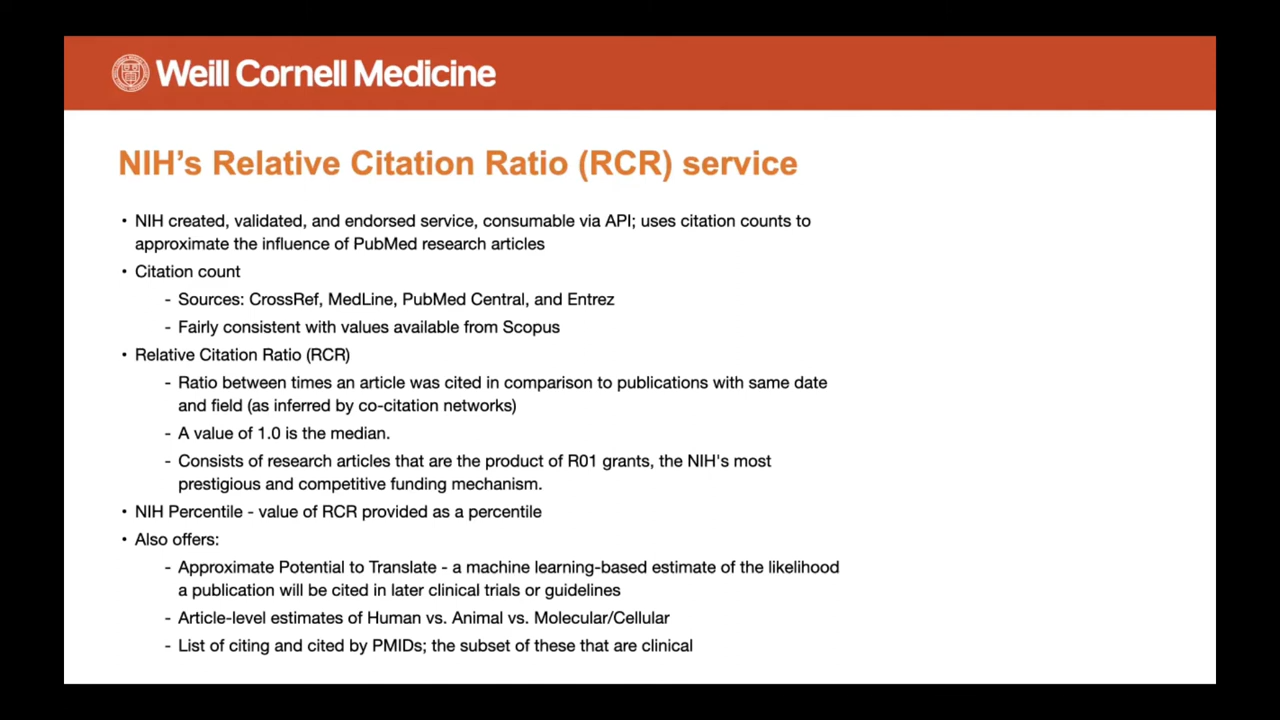 Weill Cornell Medicine
NIH’s Relative Citation Ratio (RCR) service
• NIH created, validated, and endorsed service, consumable via API; uses citation counts to
approximate the influence of PubMed research articles
• Citation count
- Sources: CrossRef, MedLine, PubMed Central, and Entrez
- Fairly consistent with values available from Scopus
• Relative Citation Ratio (RCR)
- Ratio between times an article was cited in comparison to publications with same date
and field (as inferred by co-citation networks)
- A value of 1.0 is the median.
- Consists of research articles that are the product of R01 grants, the NIH's most
prestigious and competitive funding mechanism.
• NIH Percentile - value of RCR provided as a percentile
• Also offers:
- Approximate Potential to Translate - a machine learning-based estimate of the likelihood
a publication will be cited in later clinical trials or guidelines
- Article-level estimates of Human vs. Animal vs. Molecular/Cellular
- List of citing and cited by PMIDs; the subset of these that are clinical